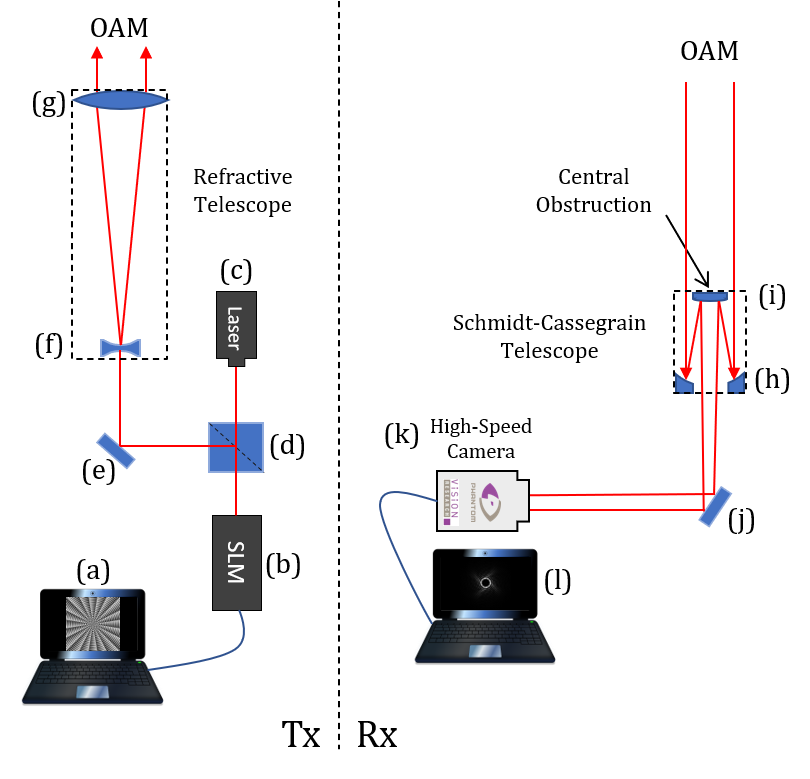 OAM
(g)
Refractive
Telescope
(c)
Laser
(f)
(d)
(e)
SLM
(b)
(a)
Tx
OAM
Central
Obstruction
(i)
Schmidt-Cassegrain
Telescope
(h)
(k)
High-Speed
Camera
VISION
RESEARCH
PHANTOM
(j)
(l)
Rx